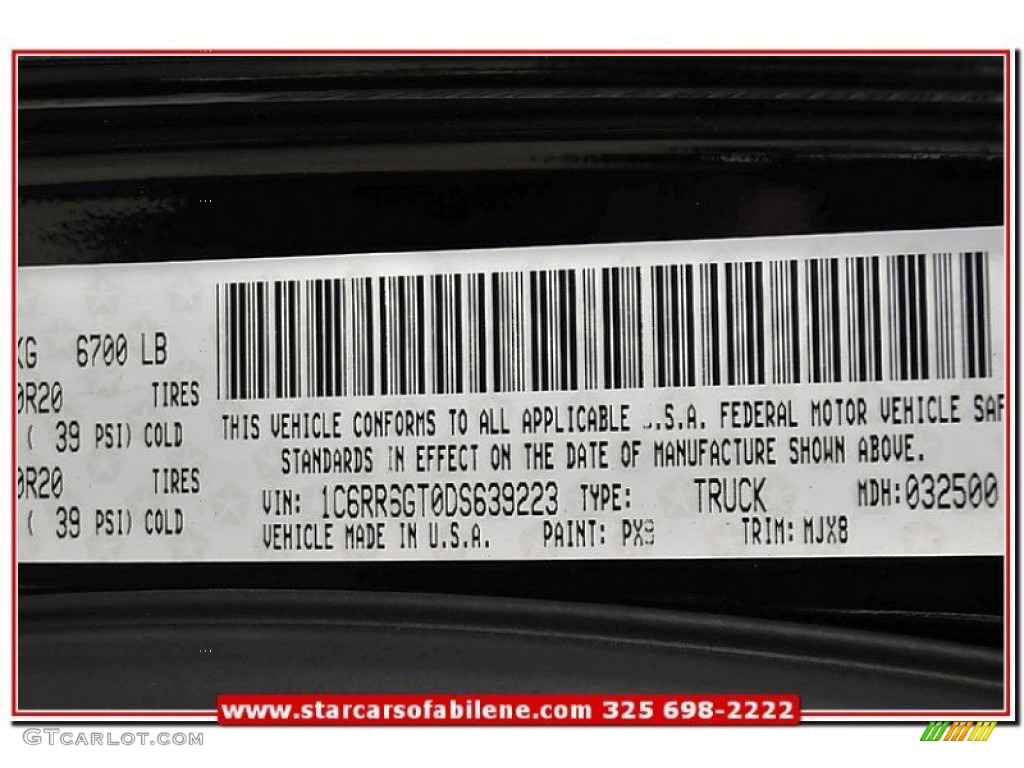 KG 6700 LB
0R20 TIRES
( 39 PSI) COLD
0R20 TIRES
( 39 PSI) COLD
THIS VEHICLE CONFORMS TO ALL APPLICABLE .S.A. FEDERAL MOTOR VEHICLE SAF
STANDARDS IN EFFECT ON THE DATE OF MANUFACTURE SHOWN ABOVE.
VIN: 1C6RR6GT0DS639223 TYPE: TRUCK MDH:032500
VEHICLE MADE IN U.S.A. PAINT: PX8 TRIM: MJX8
www.starcarsofabilene.com 325 698-2222
GTCARLOT.COM